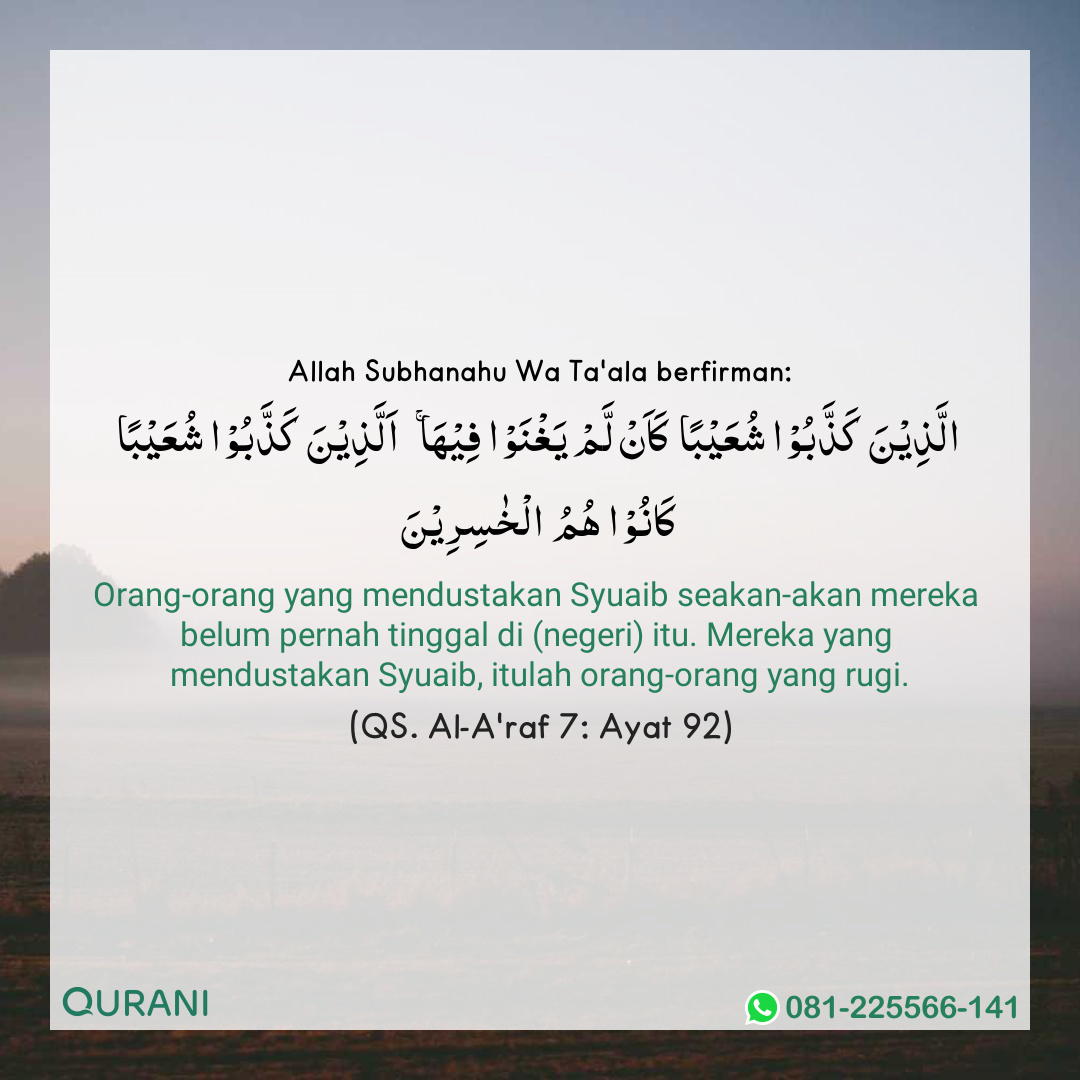 Allah Subhanahu Wa Ta'ala berfirman:
الَّذِيْنَ كَذَّبُوْا شُعَيْبًا كَاَنْ لَّمْ يَغْنَوْا فِيْهَا ۚ اَلَّذِيْنَ كَذَّبُوْا شُعَيْبًا
كَانُوْا هُمُ الْخٰسِرِيْنَ
Orang-orang yang mendustakan Syuaib seakan-akan mereka
belum pernah tinggal di (negeri) itu. Mereka yang
mendustakan Syuaib, itulah orang-orang yang rugi.
(QS. Al-A'raf 7: Ayat 92)
QURANI
081-225566-141